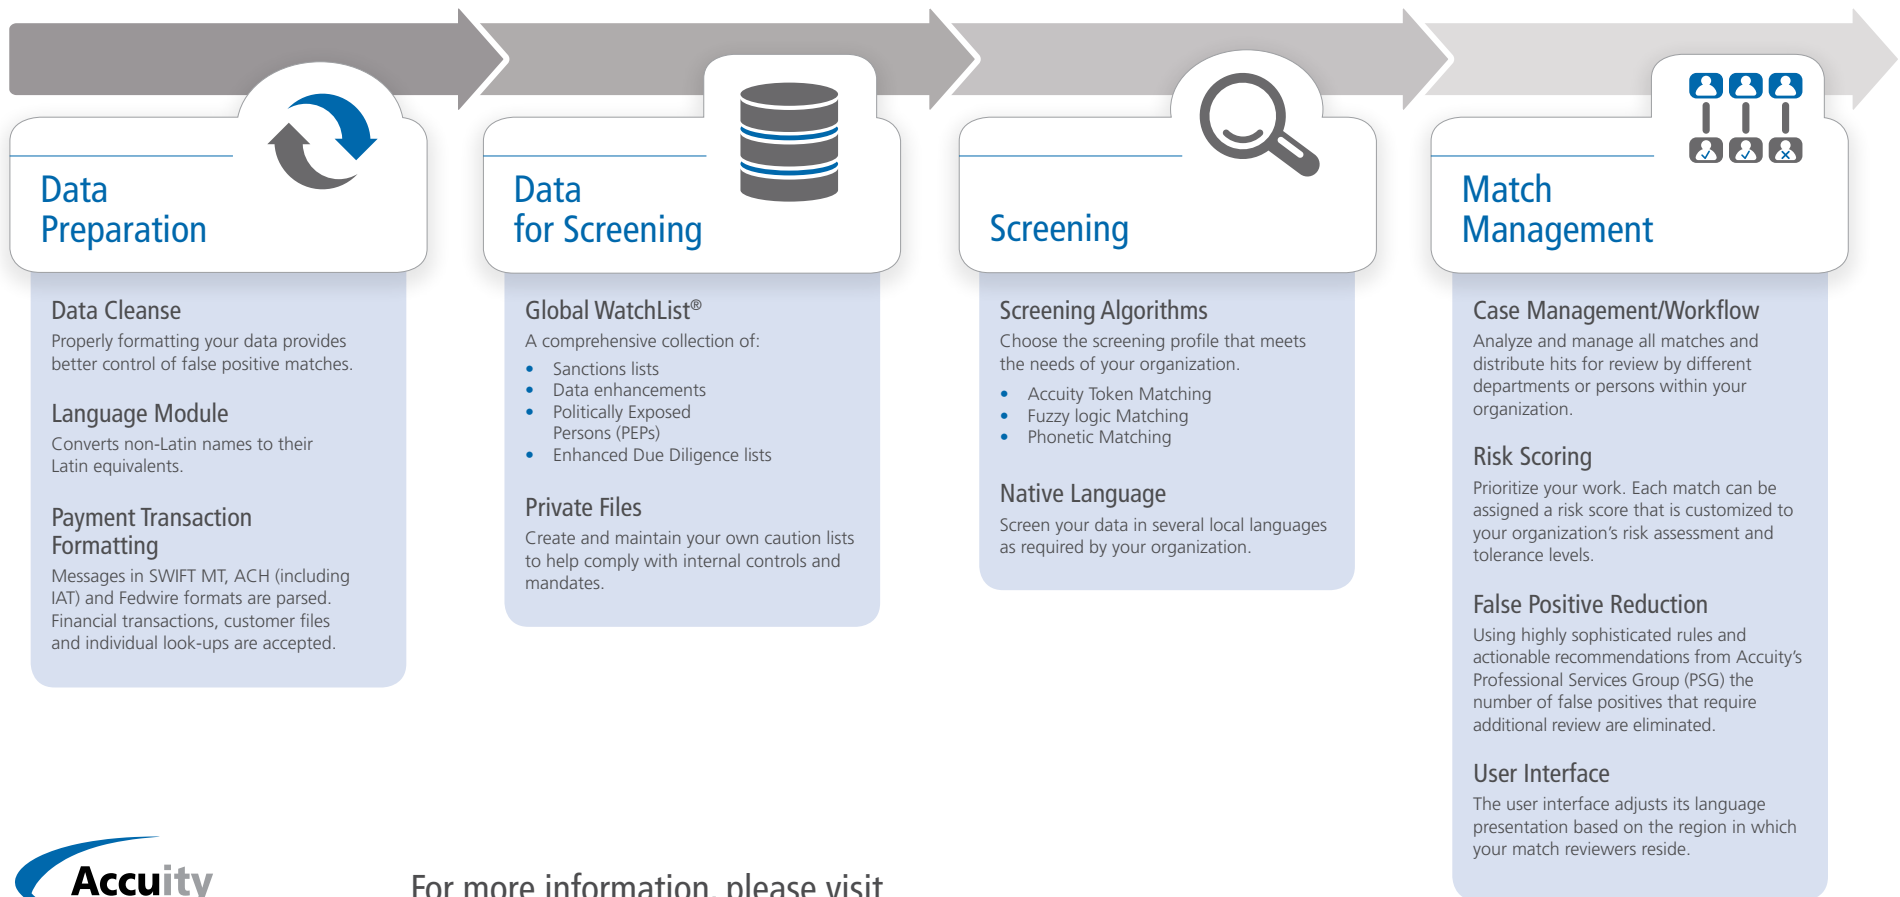 Data
Preparation
Data Cleanse
Properly formatting your data provides
better control of false positive matches.
Language Module
Converts non-Latin names to their
Latin equivalents.
Payment Transaction
Formatting
Messages in SWIFT MT, ACH (including
IAT) and Fedwire formats are parsed.
Financial transactions, customer files
and individual look-ups are accepted.
Data
for Screening
Global WatchList®
A comprehensive collection of:
• Sanctions lists
• Data enhancements
• Politically Exposed
Persons (PEPs)
• Enhanced Due Diligence lists
Private Files
Create and maintain your own caution lists
to help comply with internal controls and
mandates.
Screening
Screening Algorithms
Choose the screening profile that meets
the needs of your organization.
• Accuity Token Matching
• Fuzzy logic Matching
• Phonetic Matching
Native Language
Screen your data in several local languages
as required by your organization.
Match
Management
Case Management/Workflow
Analyze and manage all matches and
distribute hits for review by different
departments or persons within your
organization.
Risk Scoring
Prioritize your work. Each match can be
assigned a risk score that is customized to
your organization’s risk assessment and
tolerance levels.
False Positive Reduction
Using highly sophisticated rules and
actionable recommendations from Accuity’s
Professional Services Group (PSG) the
number of false positives that require
additional review are eliminated.
User Interface
The user interface adjusts its language
presentation based on the region in which
your match reviewers reside.
Accuity
For more information, please visit